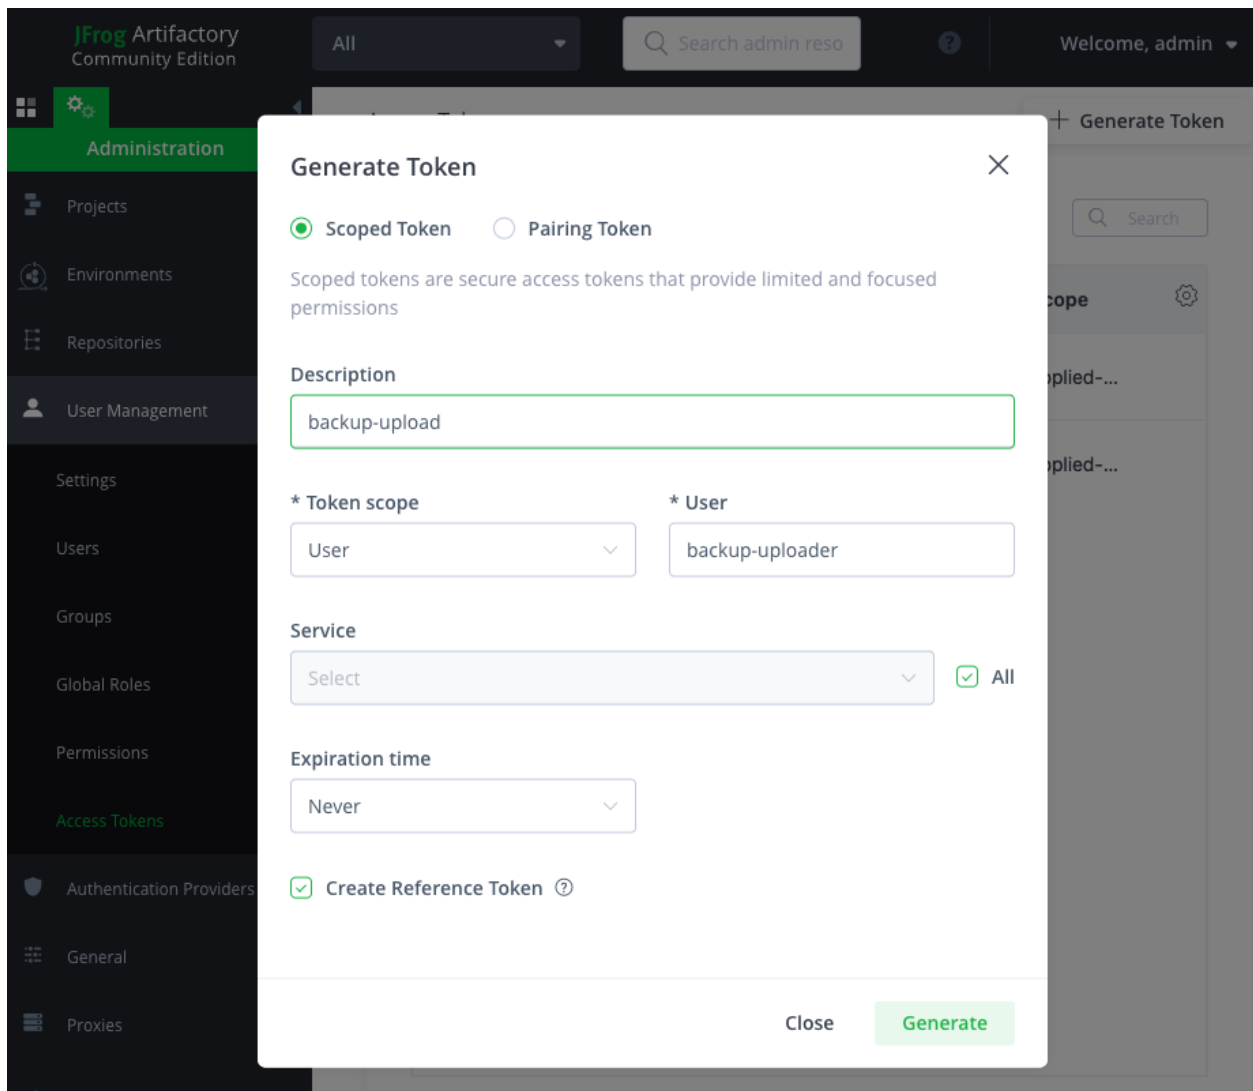 JFrog Artifactory
Community Edition
All
Search admin reso
Welcome, admin
Administration
Generate Token
Projects
Environments
Repositories
User Management
Settings
Users
Groups
Global Roles
Permissions
Access Tokens
Authentication Providers
General
Proxies
Search
Generate Token
Scoped Token
Pairing Token
Scoped tokens are secure access tokens that provide limited and focused
permissions
Description
backup-upload
* Token scope
* User
User
backup-uploader
Service
Select
All
Expiration time
Never
Create Reference Token
Close
Generate